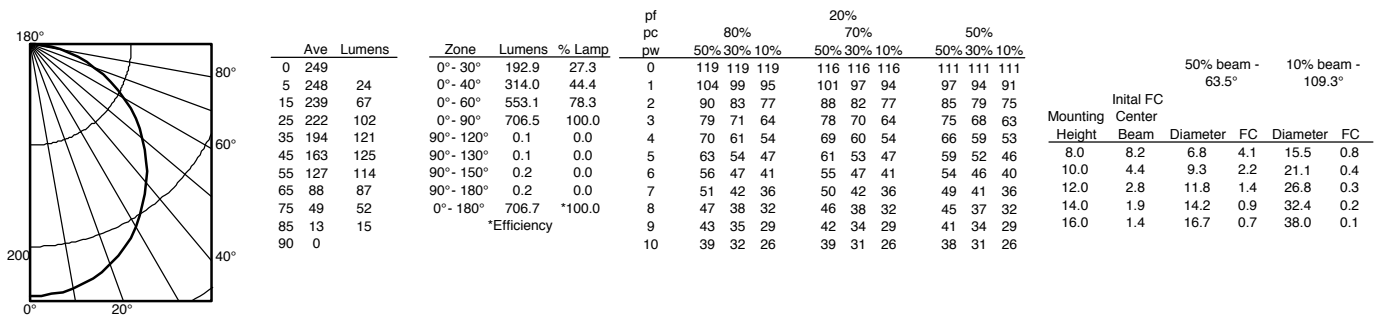 180°
80°
60°
200
40°
0° 20°
Ave Lumens
0 249
5 248 24
15 239 67
25 222 102
35 194 121
45 163 125
55 127 114
65 88 87
75 49 52
85 13 15
90 0
Zone Lumens % Lamp
0°- 30° 192.9 27.3
0°- 40° 314.0 44.4
0°- 60° 553.1 78.3
0°- 90° 706.5 100.0
90°- 120° 0.1 0.0
90°- 130° 0.1 0.0
90°- 150° 0.2 0.0
90°- 180° 0.2 0.0
0°- 180° 706.7 *100.0
*Efficiency
pf 20%
pc 80% 70% 50%
pw 50% 30% 10% 50% 30% 10% 50% 30% 10%
0 119 119 119 116 116 116 111 111 111
1 104 99 95 101 97 94 97 94 91
2 90 83 77 88 82 77 85 79 75
3 79 71 64 78 70 64 75 68 63
4 70 61 54 69 60 54 66 59 53
5 63 54 47 61 53 47 59 52 46
6 56 47 41 55 47 41 54 46 40
7 51 42 36 50 42 36 49 41 36
8 47 38 32 46 38 32 45 37 32
9 43 35 29 42 34 29 41 34 29
10 39 32 26 39 31 26 38 31 26
50% beam - 10% beam -
63.5° 109.3°
Inital FC
Mounting Center
Height Beam Diameter FC Diameter FC
8.0 8.2 6.8 4.1 15.5 0.8
10.0 4.4 9.3 2.2 21.1 0.4
12.0 2.8 11.8 1.4 26.8 0.3
14.0 1.9 14.2 0.9 32.4 0.2
16.0 1.4 16.7 0.7 38.0 0.1